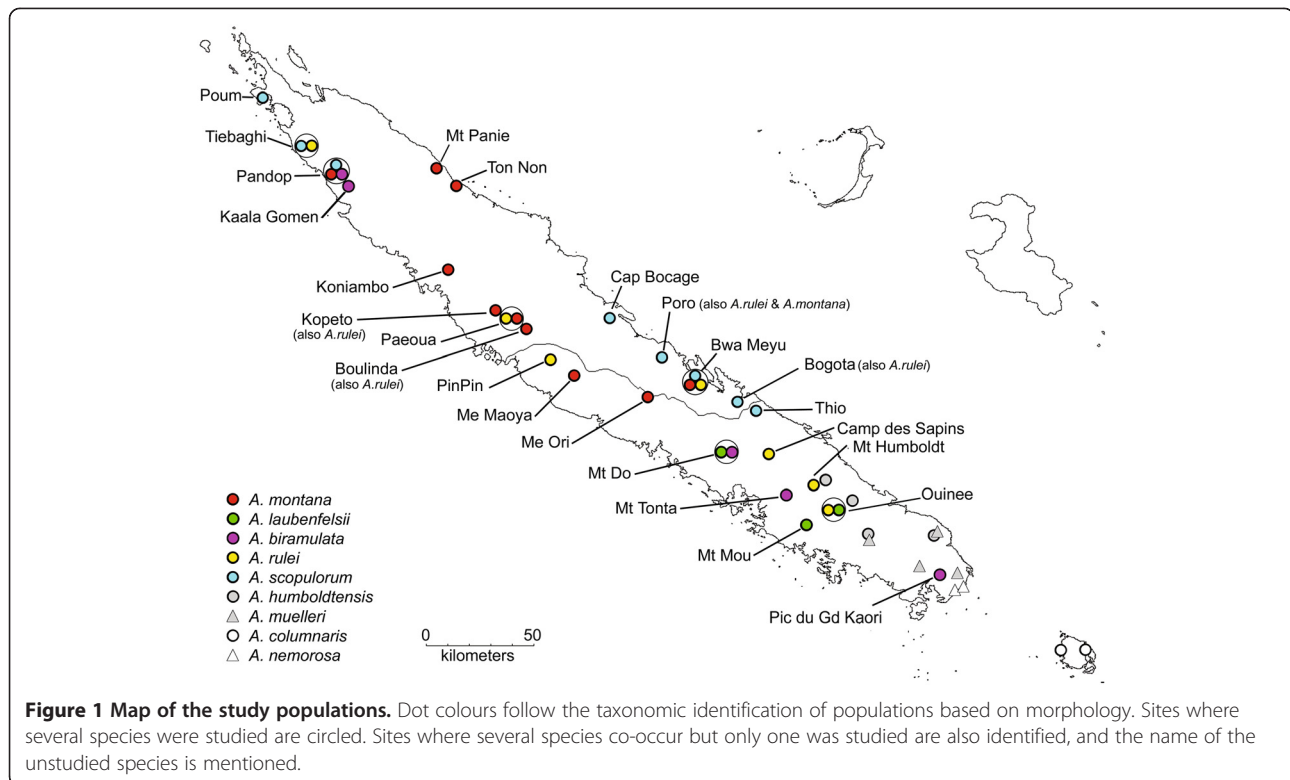 Poum
Tiebaghi
Pandop
Kaala Gomen
Mt Panie
Ton Non
Koniambo
Kopeto
(also A.rulei)
Paeoua
Boulinda
(also A.rulei)
PinPin
Me Maoya
Me Ori
Cap Bocage
Poro (also A.rulei & A.montana)
Bwa Meyu
Bogota (also A.rulei)
Thio
Camp des Sapins
Mt Humboldt
Mt Do
Ouinee
Mt Tonta
Mt Mou
Pic du Gd Kaori
A. montana
A. laubenfelsii
A. biramulata
A. rulei
A. scopulorum
A. humboldtensis
A. muelleri
A. columnaris
A. nemorosa
0 50
kilometers
Figure 1 Map of the study populations. Dot colours follow the taxonomic identification of populations based on morphology. Sites where
several species were studied are circled. Sites where several species co-occur but only one was studied are also identified, and the name of the
unstudied species is mentioned.